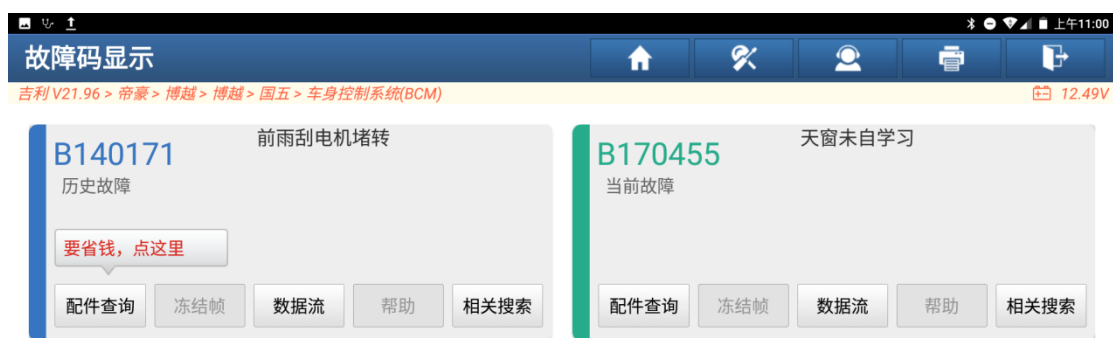 上午11:00
故障码显示
吉利 V21.96 > 帝豪 > 博越 > 博越 > 国五 > 车身控制系统(BCM)
12.49V
B140171
前雨刮电机堵转
历史故障
要省钱，点这里
配件查询 冻结帧 数据流 帮助 相关搜索
B170455
天窗未自学习
当前故障
配件查询 冻结帧 数据流 帮助 相关搜索